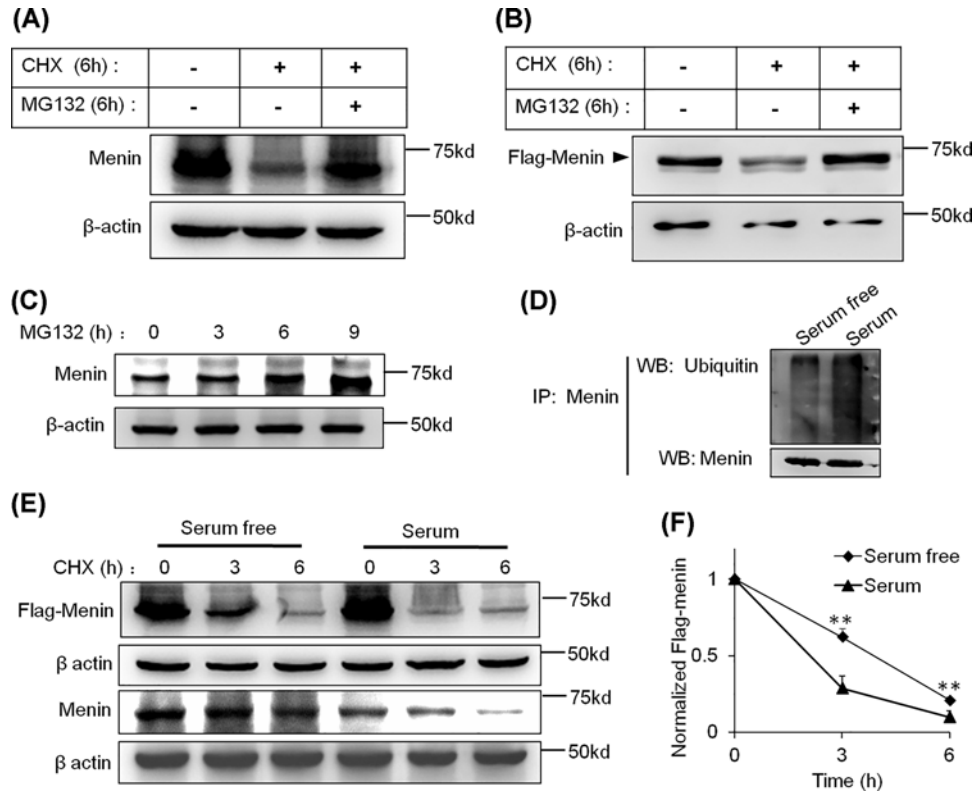 (A)
CHX (6h) : - + +
MG132 (6h) : - - +
Menin
75kd
β-actin
50kd
(B)
CHX (6h) : - + +
MG132 (6h) : - - +
Flag-Menin
75kd
β-actin
50kd
(C)
MG132 (h) : 0 3 6 9
Menin
75kd
β-actin
50kd
(D)
Serum free
Serum
IP: Menin
WB: Ubiquitin
WB: Menin
(E)
Serum free Serum
CHX (h) : 0 3 6 0 3 6
Flag-Menin
75kd
β actin
50kd
Menin
75kd
β actin
50kd
(F)
Serum free
Serum
Normalized Flag-menin
1
0.5
0
**
**
0 3 6
Time (h)